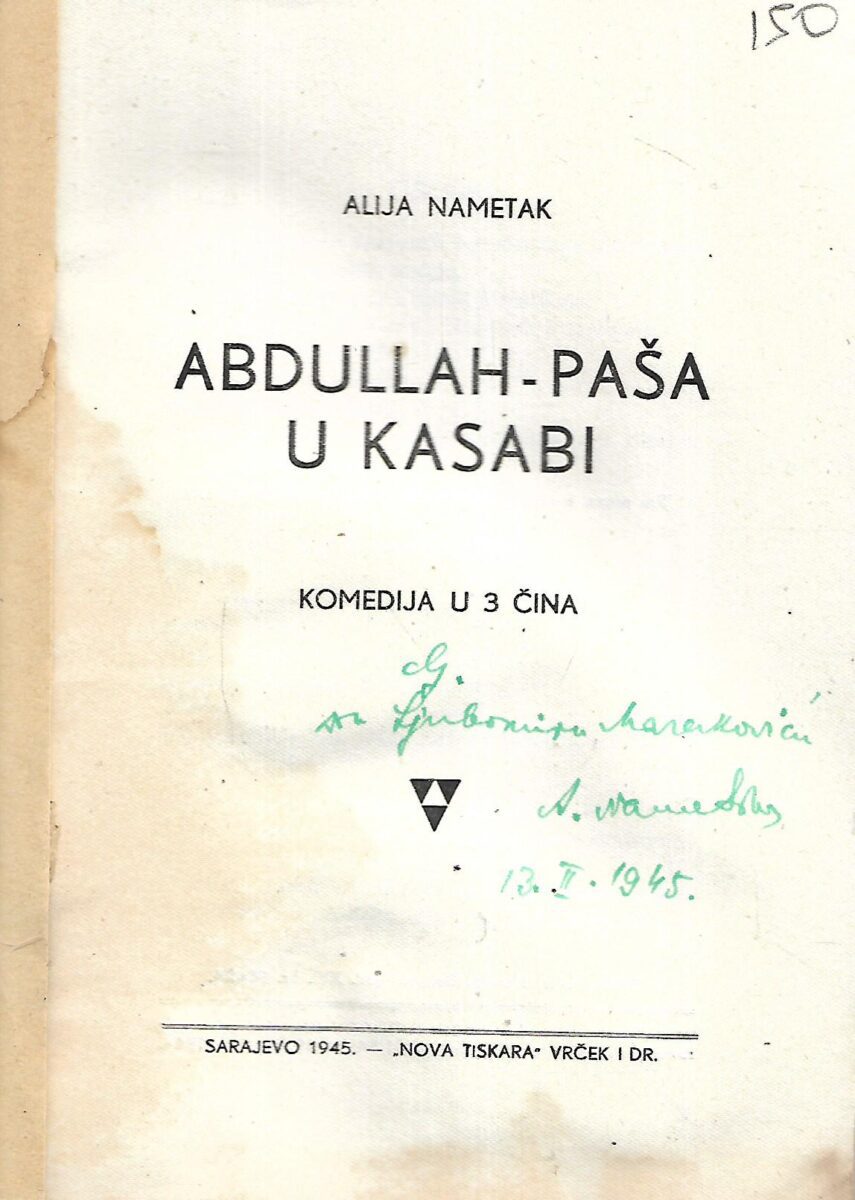 150
ALIJA NAMETAK
ABDULLAH-PAŠA
U KASABI
KOMEDIJA U 3 ČINA
dr Ljubomiru Marakoviću
A. Nametak
13. II. 1945.
SARAJEVO 1945. — „NOVA TISKARA" VRČEK I DR.